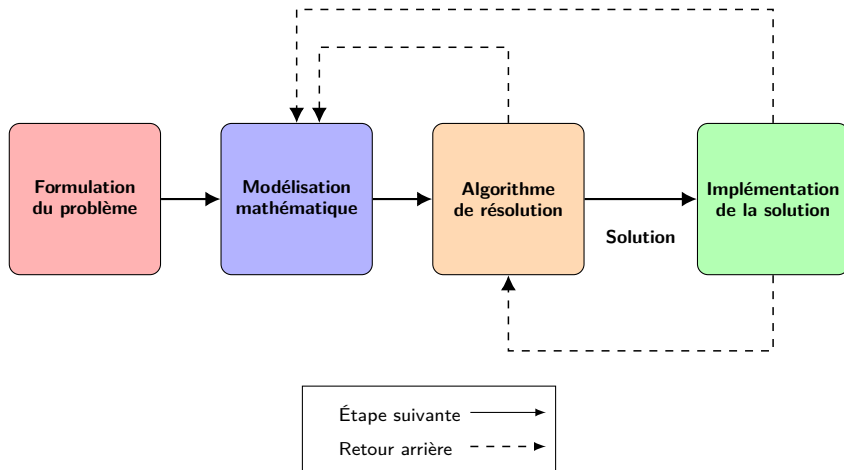 Formulation
du problème
Modélisation
mathématique
Algorithme
de résolution
Implémentation
de la solution
Solution
Étape suivante
Retour arrière